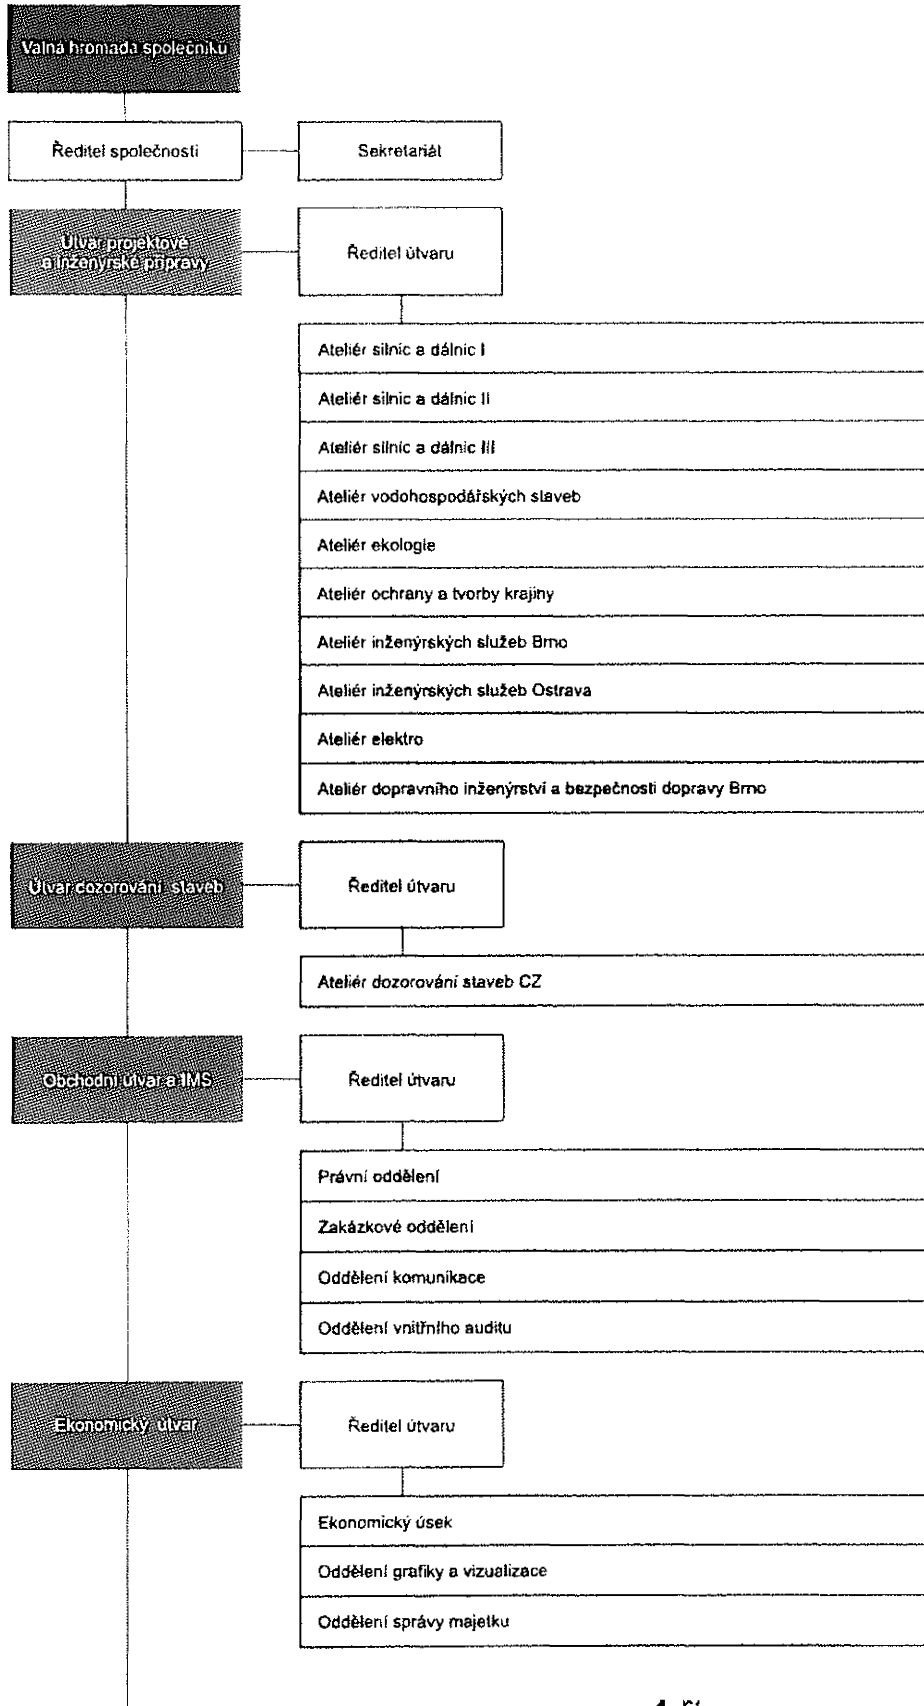 Valná hromada společníků
Ředitel společnosti
Sekretariát
Útvar projektové
a inženýrské přípravy
Ředitel útvaru
Ateliér silnic a dálnic I
Ateliér silnic a dálnic II
Ateliér silnic a dálnic III
Ateliér vodohospodářských staveb
Ateliér ekologie
Ateliér ochrany a tvorby krajiny
Ateliér inženýrských služeb Brno
Ateliér inženýrských služeb Ostrava
Ateliér elektro
Ateliér dopravního inženýrství a bezpečnosti dopravy Brno
Útvar dozorování staveb
Ředitel útvaru
Ateliér dozorování staveb CZ
Obchodní útvar a IMS
Ředitel útvaru
Právní oddělení
Zakázkové oddělení
Oddělení komunikace
Oddělení vnitřního auditu
Ekonomický útvar
Ředitel útvaru
Ekonomický úsek
Oddělení grafiky a vizualizace
Oddělení správy majetku